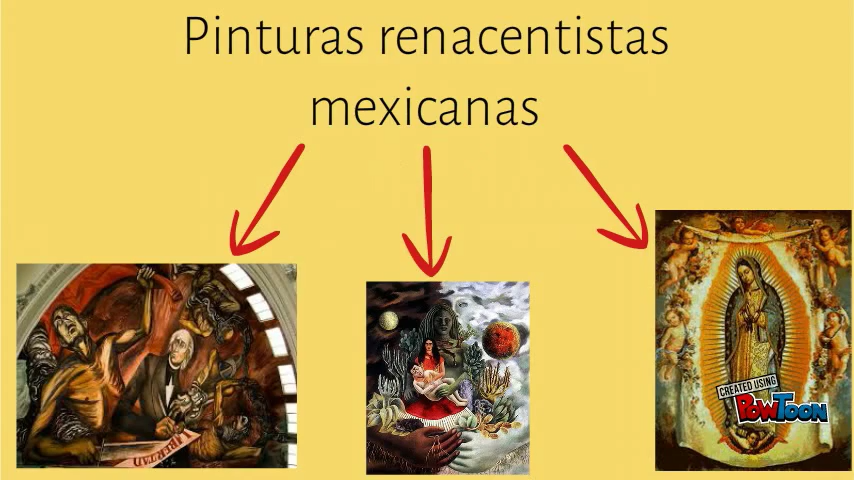 Pinturas renacentistas
mexicanas
LIBERTAD
CREATED USING
POWTOON